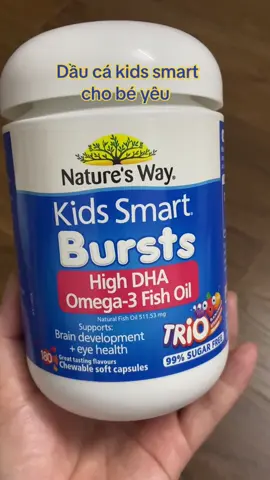 Dầu cá kids smart
cho bé yêu
Nature's Way.
Kids Smart
Bursts
High DHA
Omega-3 Fish Oil
Natural Fish Oil 511.53 mg
Supports:
Brain development
+ eye health
TRIO
180
Great tasting flavours
Chewable soft capsules
99% SUGAR FREE